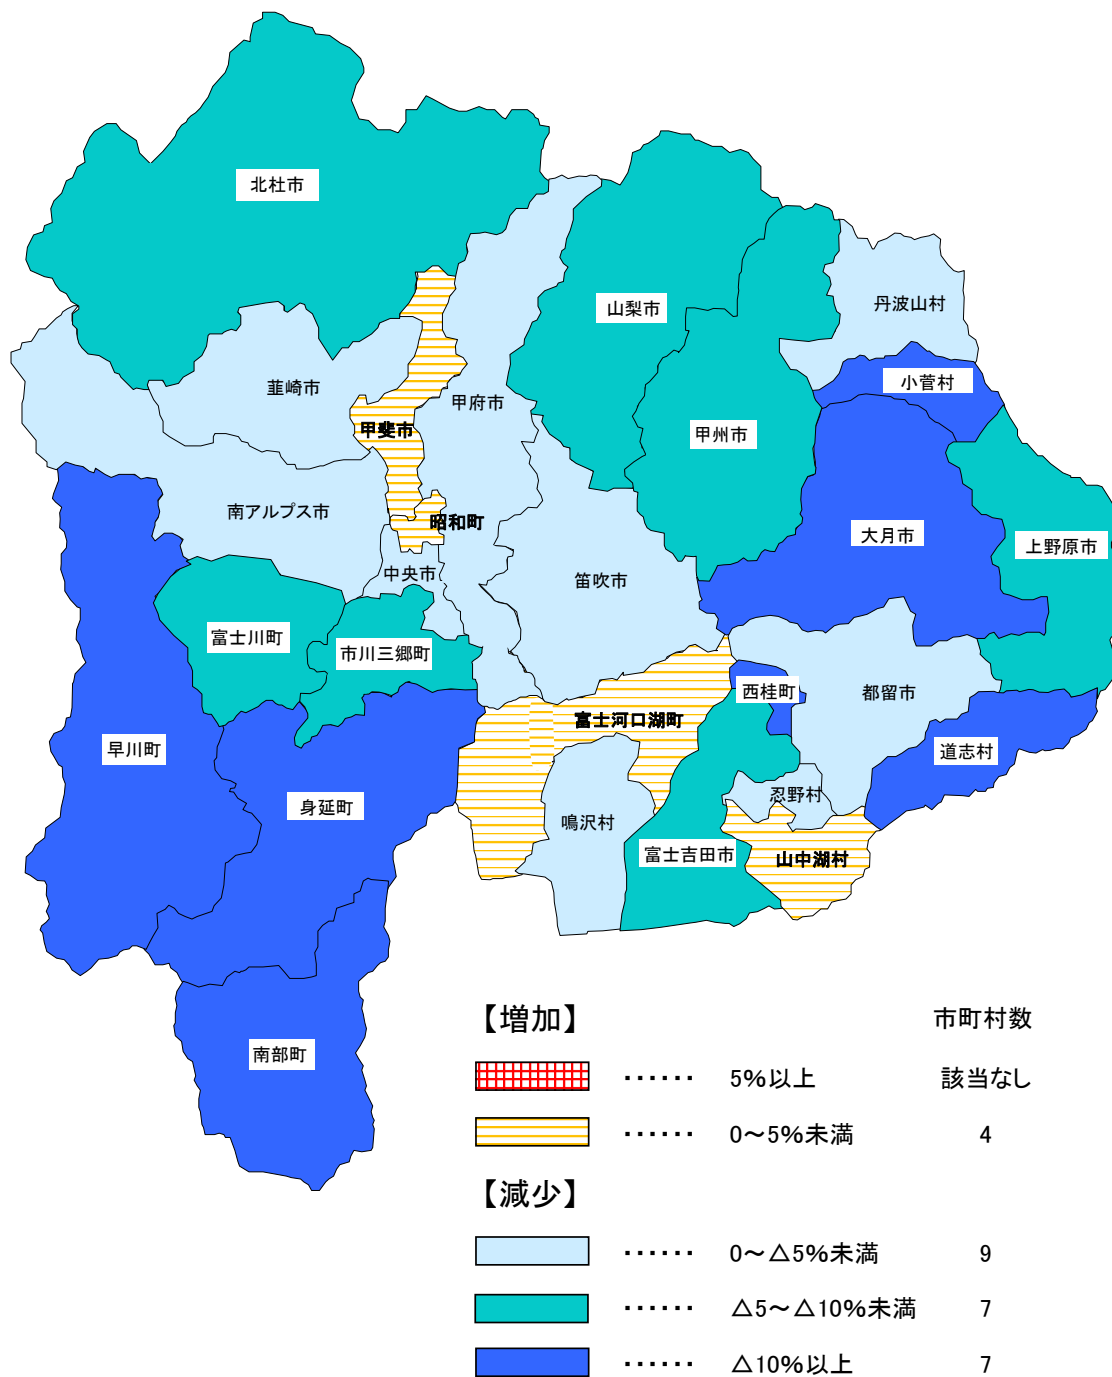 北杜市
山梨市
丹波山村
小菅村
韮崎市
甲府市
甲斐市
甲州市
南アルプス市
昭和町
大月市
上野原市
中央市
笛吹市
富士川町
市川三郷町
西桂町
都留市
富士河口湖町
道志村
早川町
身延町
忍野村
鳴沢村
富士吉田市
山中湖村
南部町
【増加】 市町村数
‥‥‥ 5%以上 該当なし
‥‥‥ 0～5%未満 4
【減少】
‥‥‥ 0～△5%未満 9
‥‥‥ △5～△10%未満 7
‥‥‥ △10%以上 7